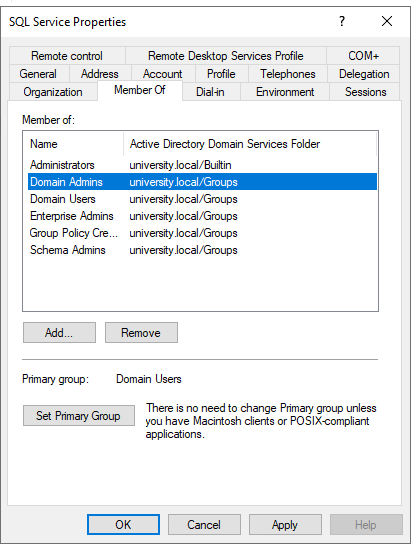 SQL Service Properties
?
Remote control Remote Desktop Services Profile COM+
General Address Account Profile Telephones Delegation
Organization Member Of Dial-in Environment Sessions
Member of:
Name Active Directory Domain Services Folder
Administrators university.local/Builtin
Domain Admins university.local/Groups
Domain Users university.local/Groups
Enterprise Admins university.local/Groups
Group Policy Cre... university.local/Groups
Schema Admins university.local/Groups
Add... Remove
Primary group: Domain Users
Set Primary Group
There is no need to change Primary group unless
you have Macintosh clients or POSIX-compliant
applications.
OK Cancel Apply Help